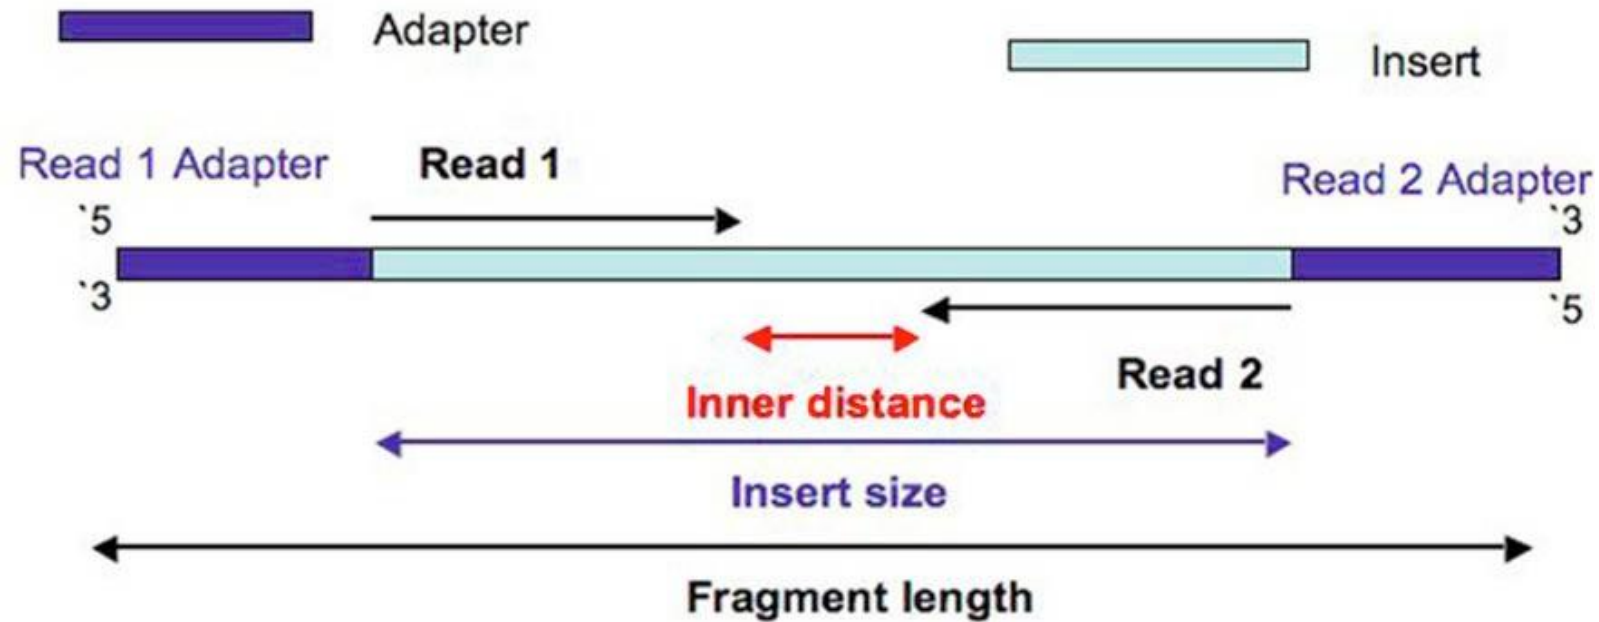 Adapter
Insert
Read 1 Adapter
Read 1
Read 2 Adapter
`5
`3
`3
`5
Read 2
Inner distance
Insert size
Fragment length